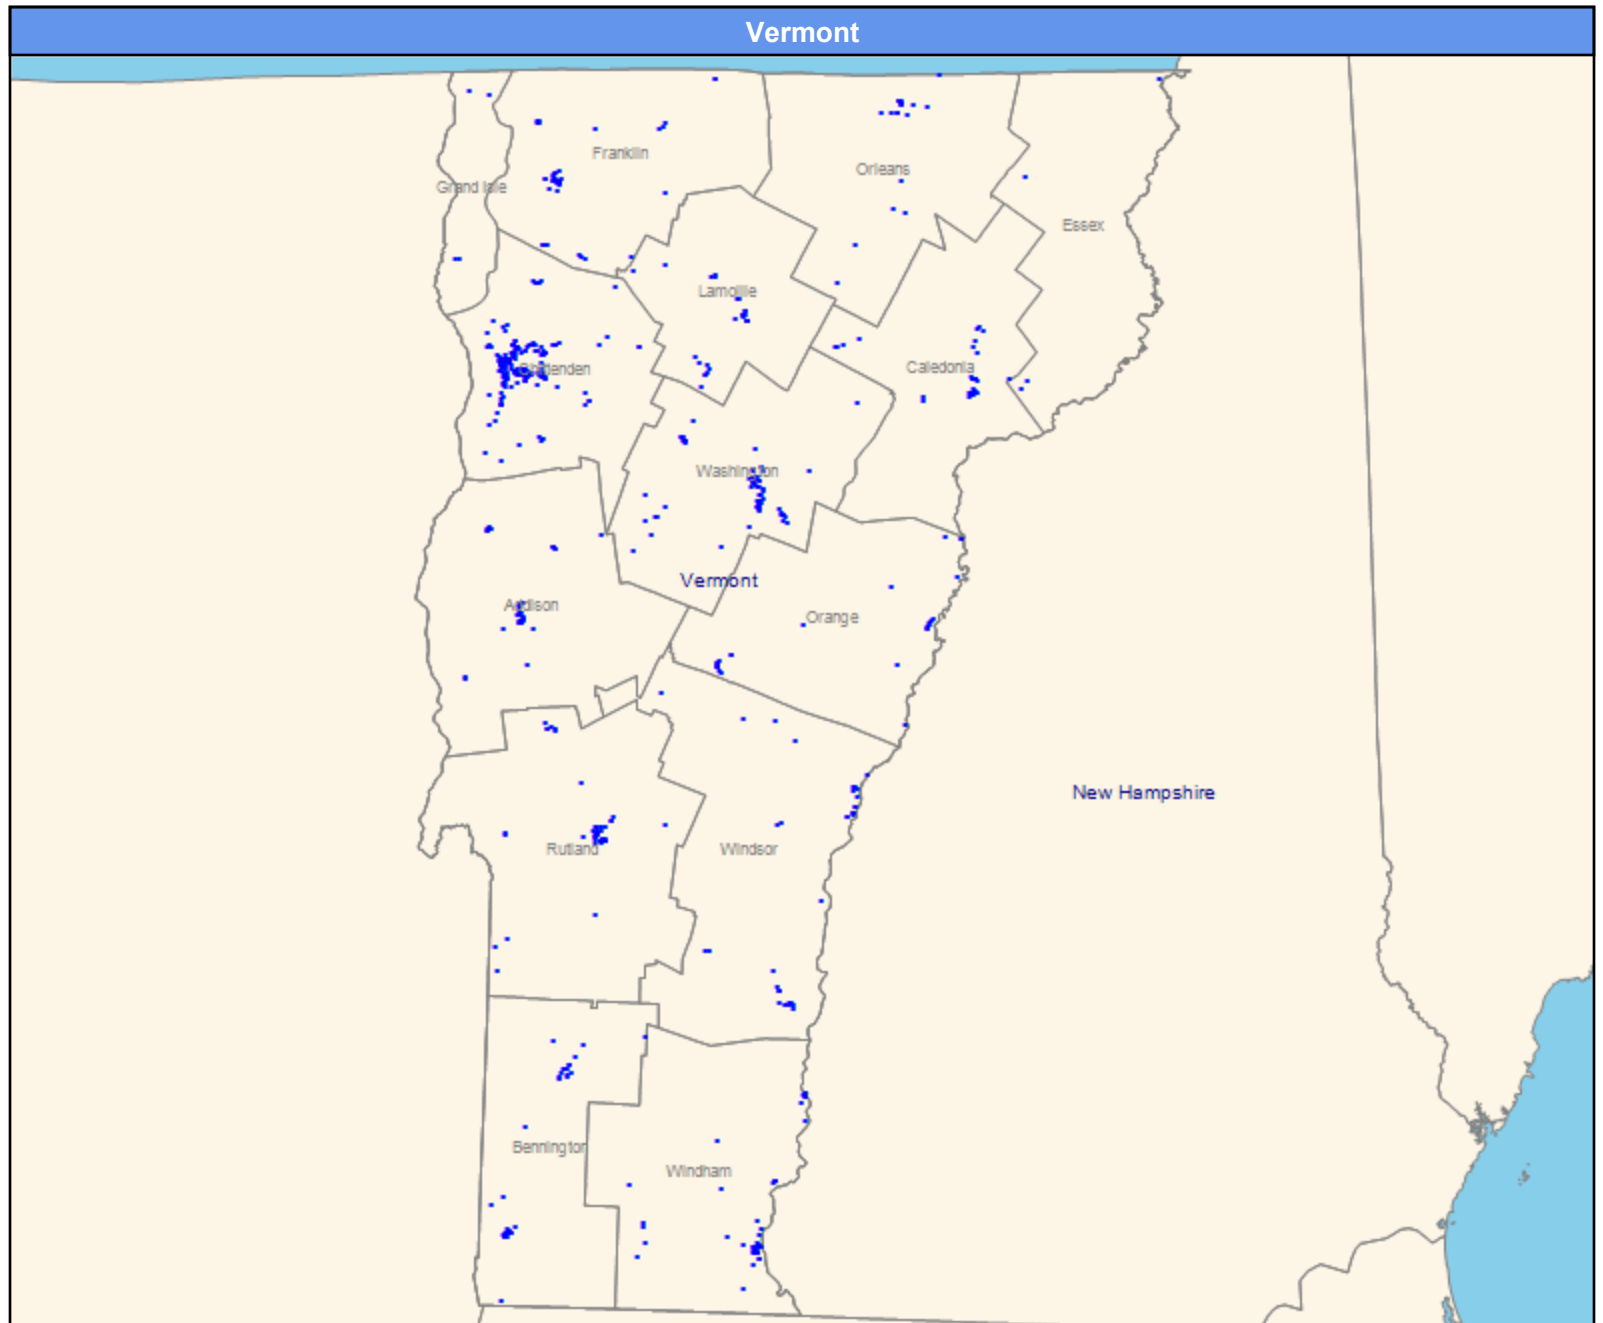 Vermont
Franklin
Orleans
Grand Isle
Essex
Lamoille
Chittenden
Caledonia
Washington
Vermont
Addison
Orange
New Hampshire
Rutland
Windsor
Bennington
Windham